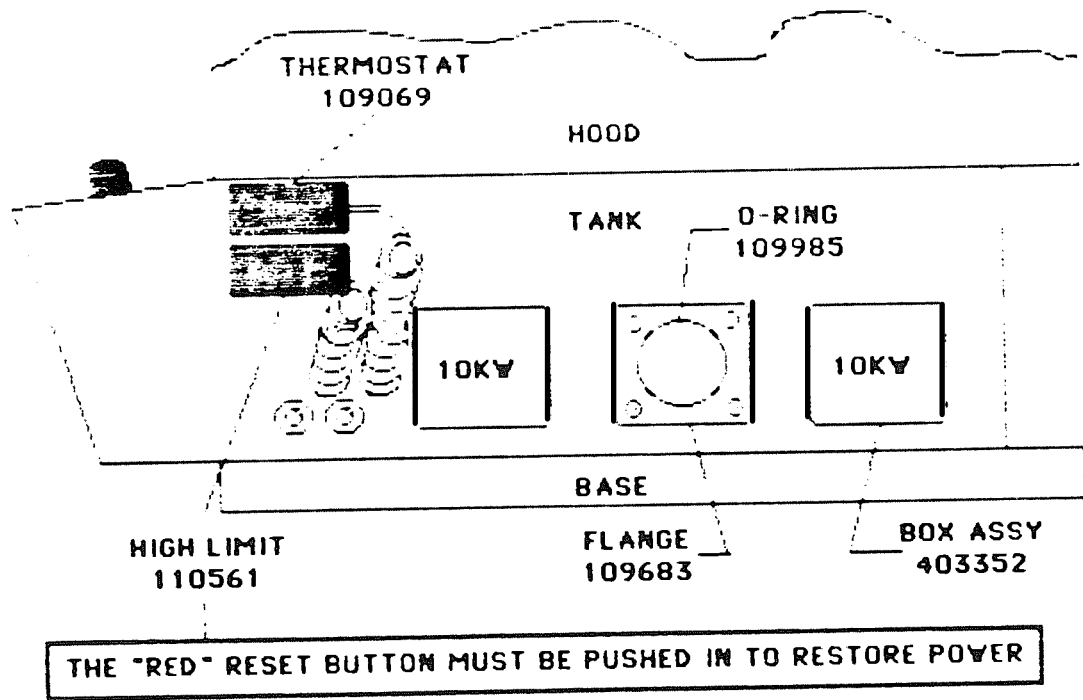 THERMOSTAT
109069
HOOD
TANK
O-RING
109985
10KW
10KW
BASE
HIGH LIMIT
110561
FLANGE
109683
BOX ASSY
403352
THE "RED" RESET BUTTON MUST BE PUSHED IN TO RESTORE POWER